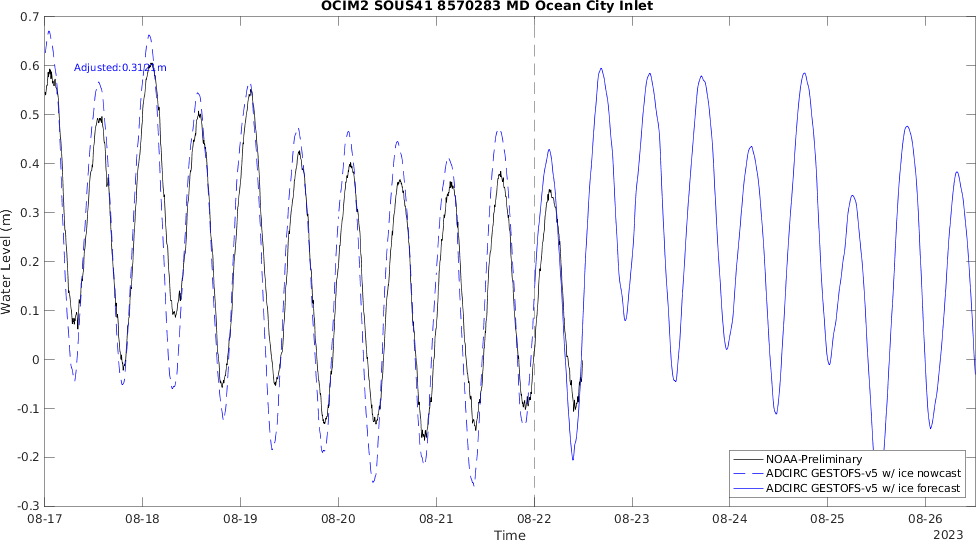 OCIM2 SOUS41 8570283 MD Ocean City Inlet
Adjusted:0.3121 m
Water Level (m)
0.7
0.6
0.5
0.4
0.3
0.2
0.1
0
-0.1
-0.2
-0.3
NOAA-Preliminary
ADCIRC GESTOFS-v5 w/ ice nowcast
ADCIRC GESTOFS-v5 w/ ice forecast
08-17 08-18 08-19 08-20 08-21 08-22 08-23 08-24 08-25 08-26
Time
2023